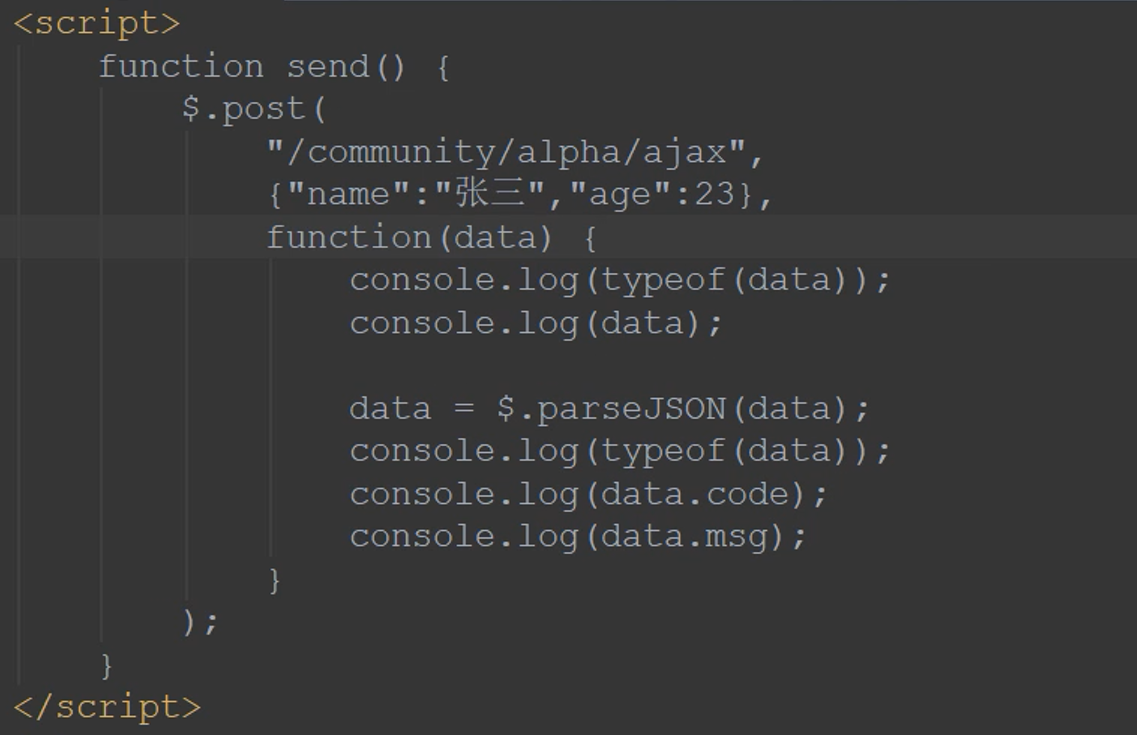 <script>
    function send() {
        $.post(
            "/community/alpha/ajax",
            {"name":"张三","age":23},
            function(data) {
                console.log(typeof(data));
                console.log(data);

                data = $.parseJSON(data);
                console.log(typeof(data));
                console.log(data.code);
                console.log(data.msg);
            }
        );
    }
</script>